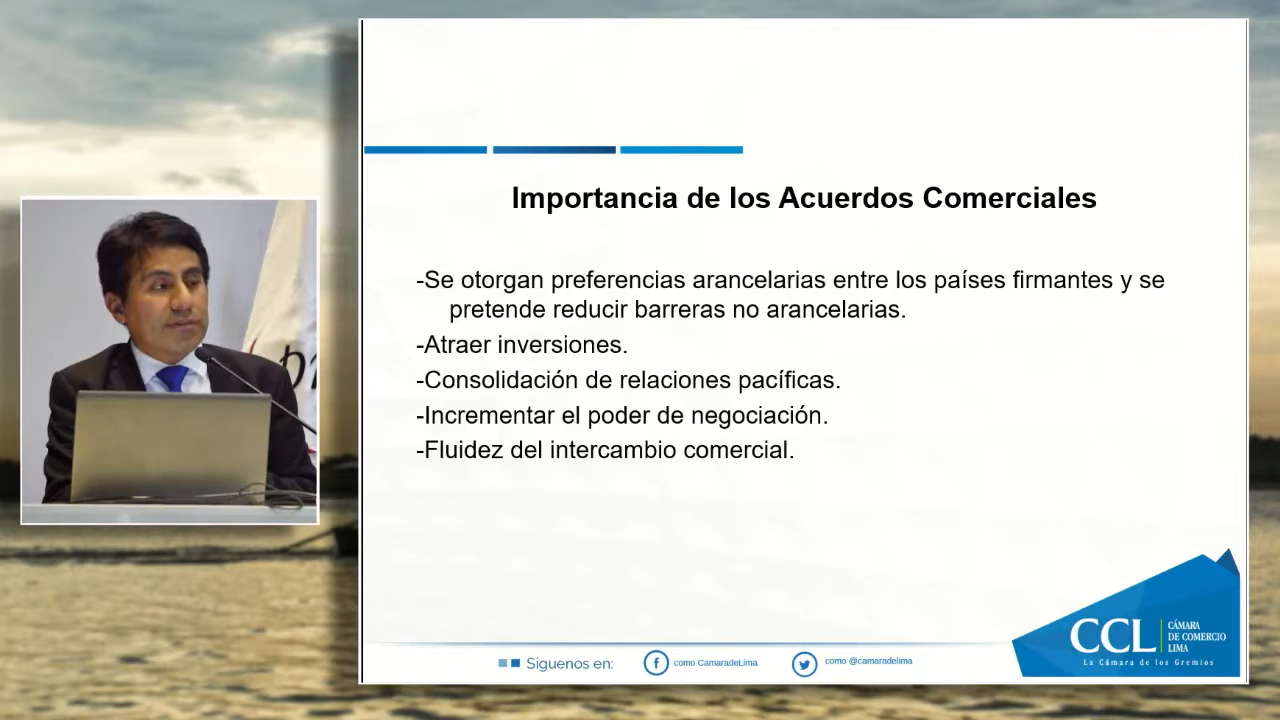 Importancia de los Acuerdos Comerciales
-Se otorgan preferencias arancelarias entre los países firmantes y se
pretende reducir barreras no arancelarias.
-Atraer inversiones.
-Consolidación de relaciones pacíficas.
-Incrementar el poder de negociación.
-Fluidez del intercambio comercial.
Síguenos en:
como CamaradeLima
como @camaradelima
CCL
CÁMARA
DE COMERCIO
LIMA
La Cámara de los Gremios